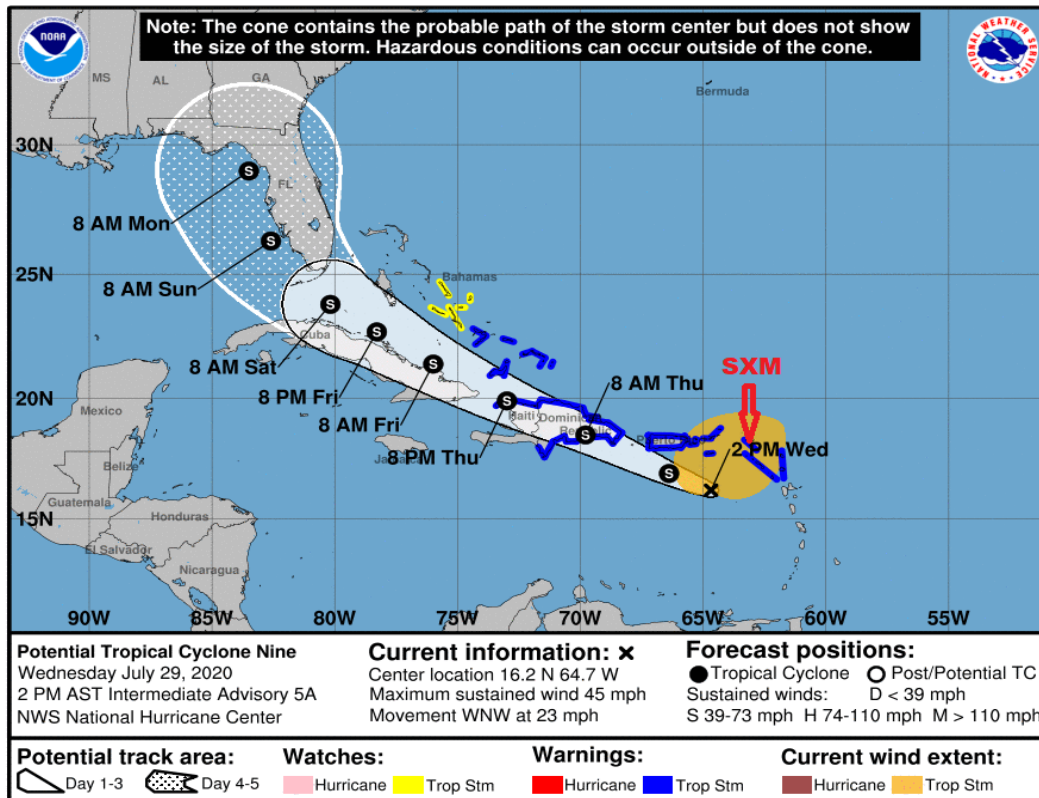 Note: The cone contains the probable path of the storm center but does not show
the size of the storm. Hazardous conditions can occur outside of the cone.
NOAA
MS
AL
GA
Bermuda
30N
FL
8 AM Mon
25N
8 AM Sun
Bahamas
Cuba
8 AM Sat
8 AM Thu
SXM
8 PM Fri
20N
Mexico
8 AM Fri
Haiti
Dominican
Republic
Puerto Rico
Jamaica
8 PM Thu
2 PM Wed
Belize
Guatemala
Honduras
15N
El Salvador
Nicaragua
90W 85W 80W 75W 70W 65W 60W 55W
S
S
S
S
S
S
S
S
Potential Tropical Cyclone Nine
Wednesday July 29, 2020
2 PM AST Intermediate Advisory 5A
NWS National Hurricane Center
Current information: x
Center location 16.2 N 64.7 W
Maximum sustained wind 45 mph
Movement WNW at 23 mph
Forecast positions:
Tropical Cyclone Post/Potential TC
Sustained winds: D < 39 mph
S 39-73 mph H 74-110 mph M > 110 mph
Potential track area:
Day 1-3 Day 4-5
Watches:
Hurricane Trop Stm
Warnings:
Hurricane Trop Stm
Current wind extent:
Hurricane Trop Stm